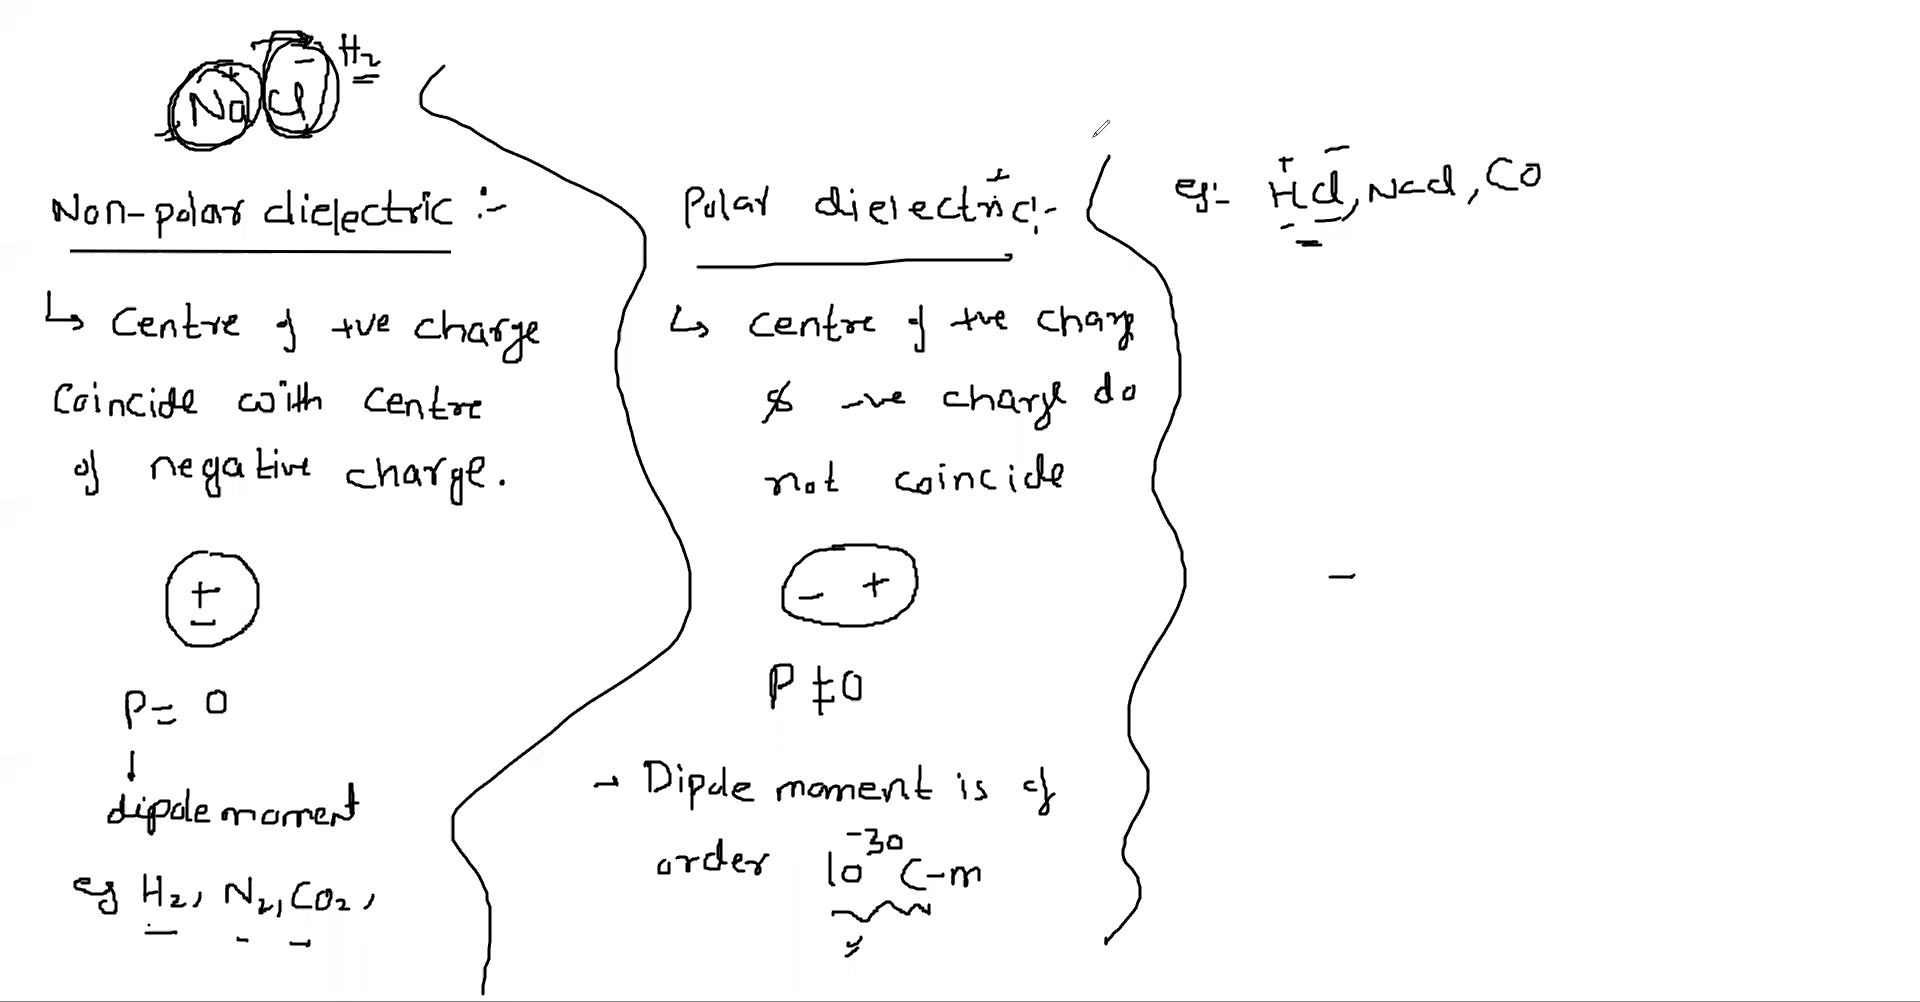 Na+ Cl- H2
Non-polar dielectric :-
↳ Centre of +ve charge
Coincide with centre
of negative charge.
+
-
P = 0
↓
dipole moment
eg H2, N2, CO2,
Polar dielectric:-
↳ centre of +ve charge
& -ve charge do
not coincide
- +
P ≠ 0
→ Dipole moment is of
order 10^-30 C-m
eg:- HCl, NaCl, CO